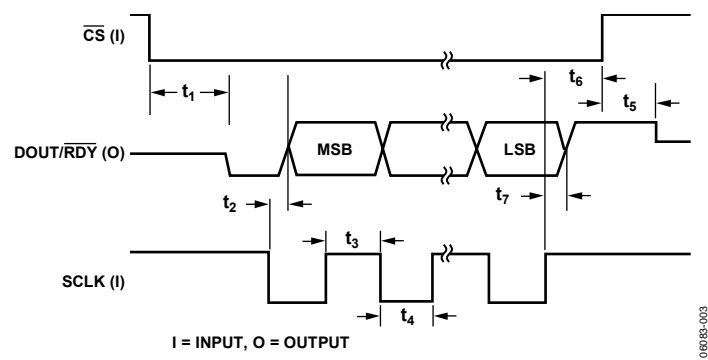 CS (I)
t1
t6
t5
DOUT/RDY (O)
MSB
LSB
t2
t7
t3
SCLK (I)
t4
I = INPUT, O = OUTPUT
06083-003